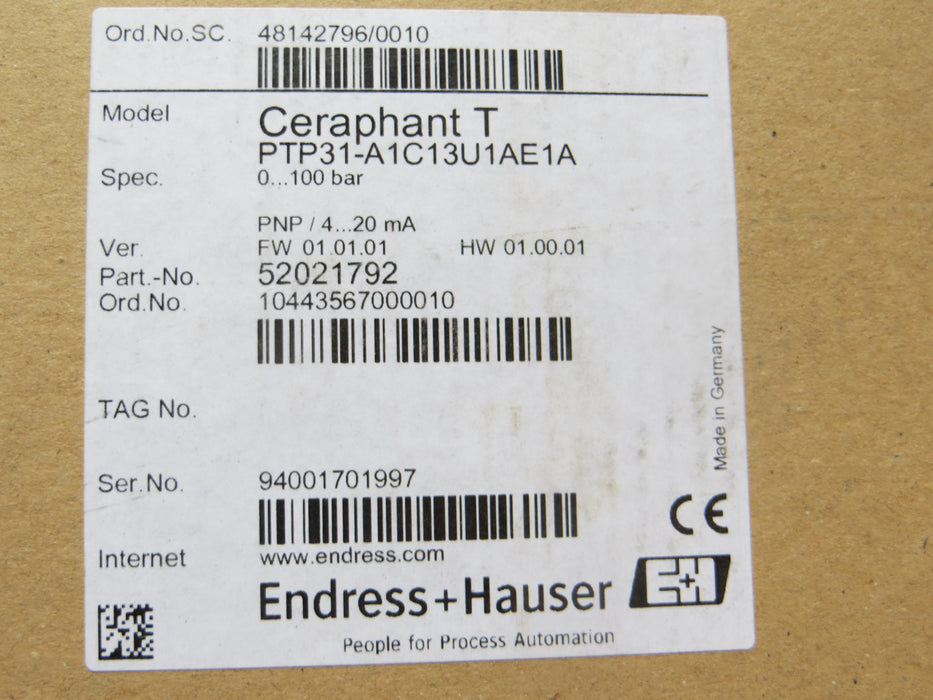 Ord.No.SC. 48142796/0010
Model Ceraphant T
PTP31-A1C13U1AE1A
Spec. 0...100 bar
PNP / 4...20 mA
Ver. FW 01.01.01 HW 01.00.01
Part.-No. 52021792
Ord.No. 10443567000010
TAG No.
Made in Germany
Ser.No. 94001701997
CE
Internet www.endress.com
Endress+Hauser
People for Process Automation